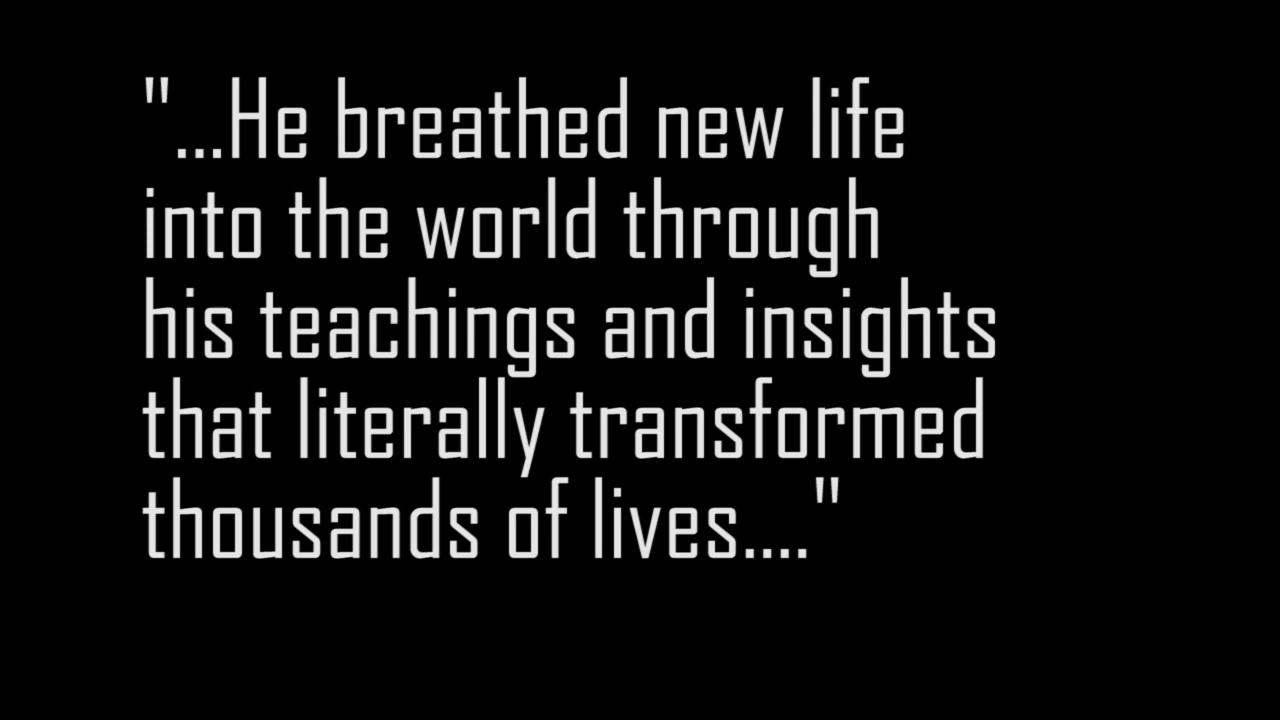 "...He breathed new life
into the world through
his teachings and insights
that literally transformed
thousands of lives...."